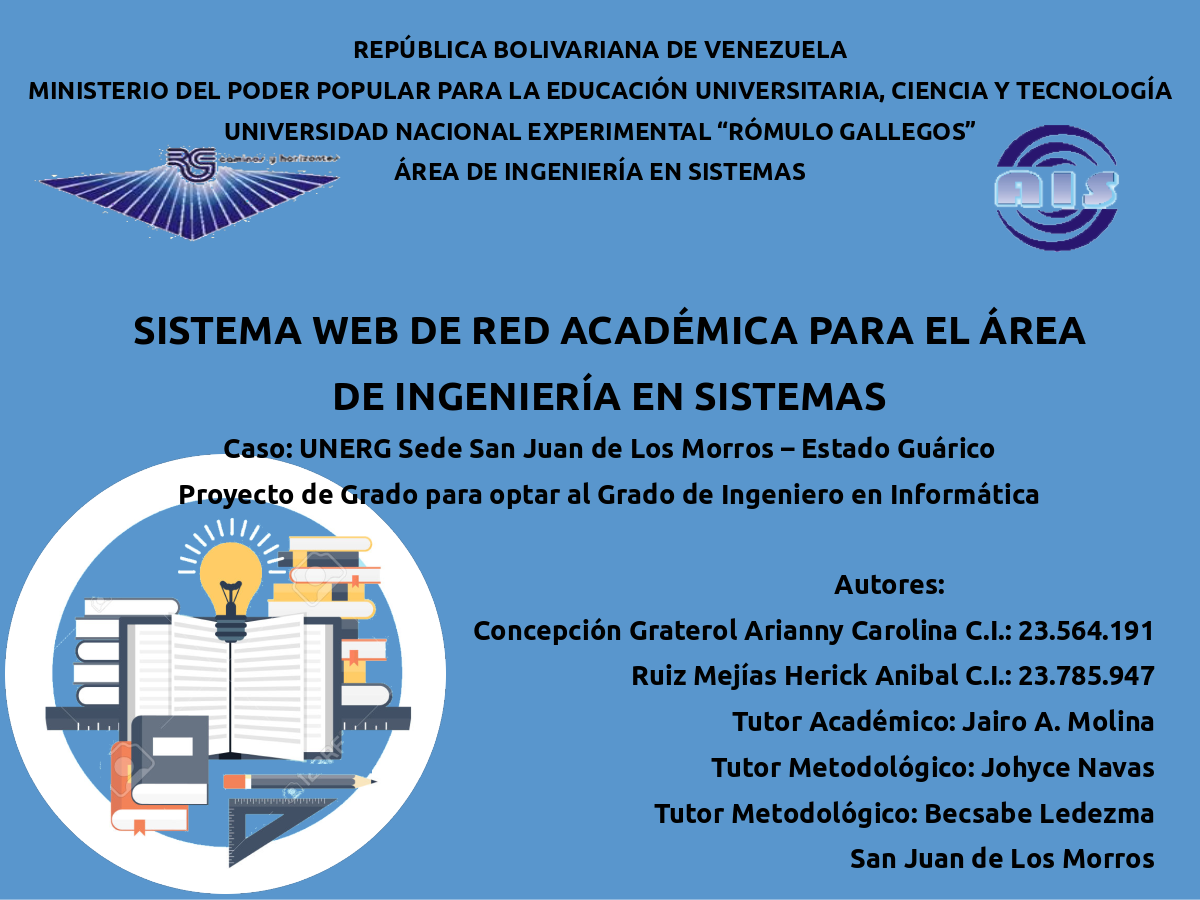 REPÚBLICA BOLIVARIANA DE VENEZUELA
MINISTERIO DEL PODER POPULAR PARA LA EDUCACIÓN UNIVERSITARIA, CIENCIA Y TECNOLOGÍA
UNIVERSIDAD NACIONAL EXPERIMENTAL “RÓMULO GALLEGOS”
ÁREA DE INGENIERÍA EN SISTEMAS
RG caminos y horizontes
AIS
SISTEMA WEB DE RED ACADÉMICA PARA EL ÁREA
DE INGENIERÍA EN SISTEMAS
Caso: UNERG Sede San Juan de Los Morros – Estado Guárico
Proyecto de Grado para optar al Grado de Ingeniero en Informática
Autores:
Concepción Graterol Arianny Carolina C.I.: 23.564.191
Ruiz Mejías Herick Anibal C.I.: 23.785.947
Tutor Académico: Jairo A. Molina
Tutor Metodológico: Johyce Navas
Tutor Metodológico: Becsabe Ledezma
San Juan de Los Morros